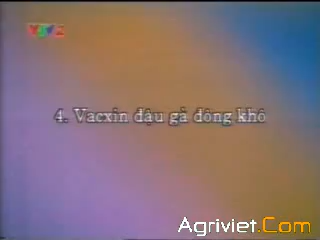 VTV2
4. Vacxin đậu gà đông khô
Agriviet.Com